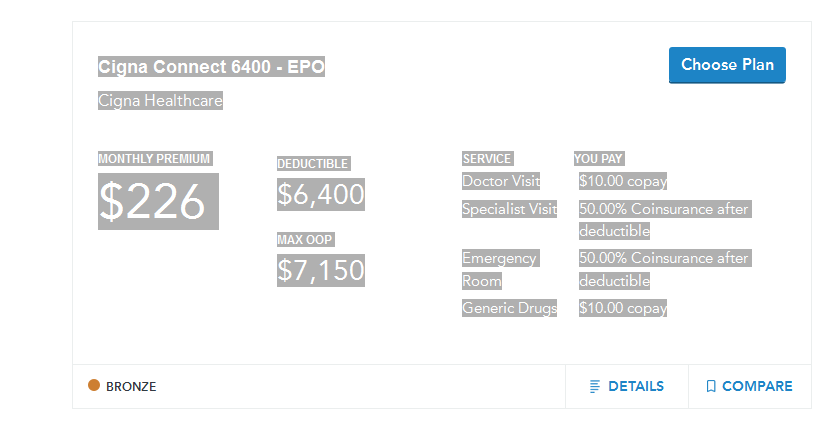 Cigna Connect 6400 - EPO
Choose Plan
Cigna Healthcare
MONTHLY PREMIUM
$226
DEDUCTIBLE
$6,400
MAX OOP
$7,150
SERVICE YOU PAY
Doctor Visit $10.00 copay
Specialist Visit 50.00% Coinsurance after
deductible
Emergency 50.00% Coinsurance after
Room deductible
Generic Drugs $10.00 copay
BRONZE
DETAILS
COMPARE